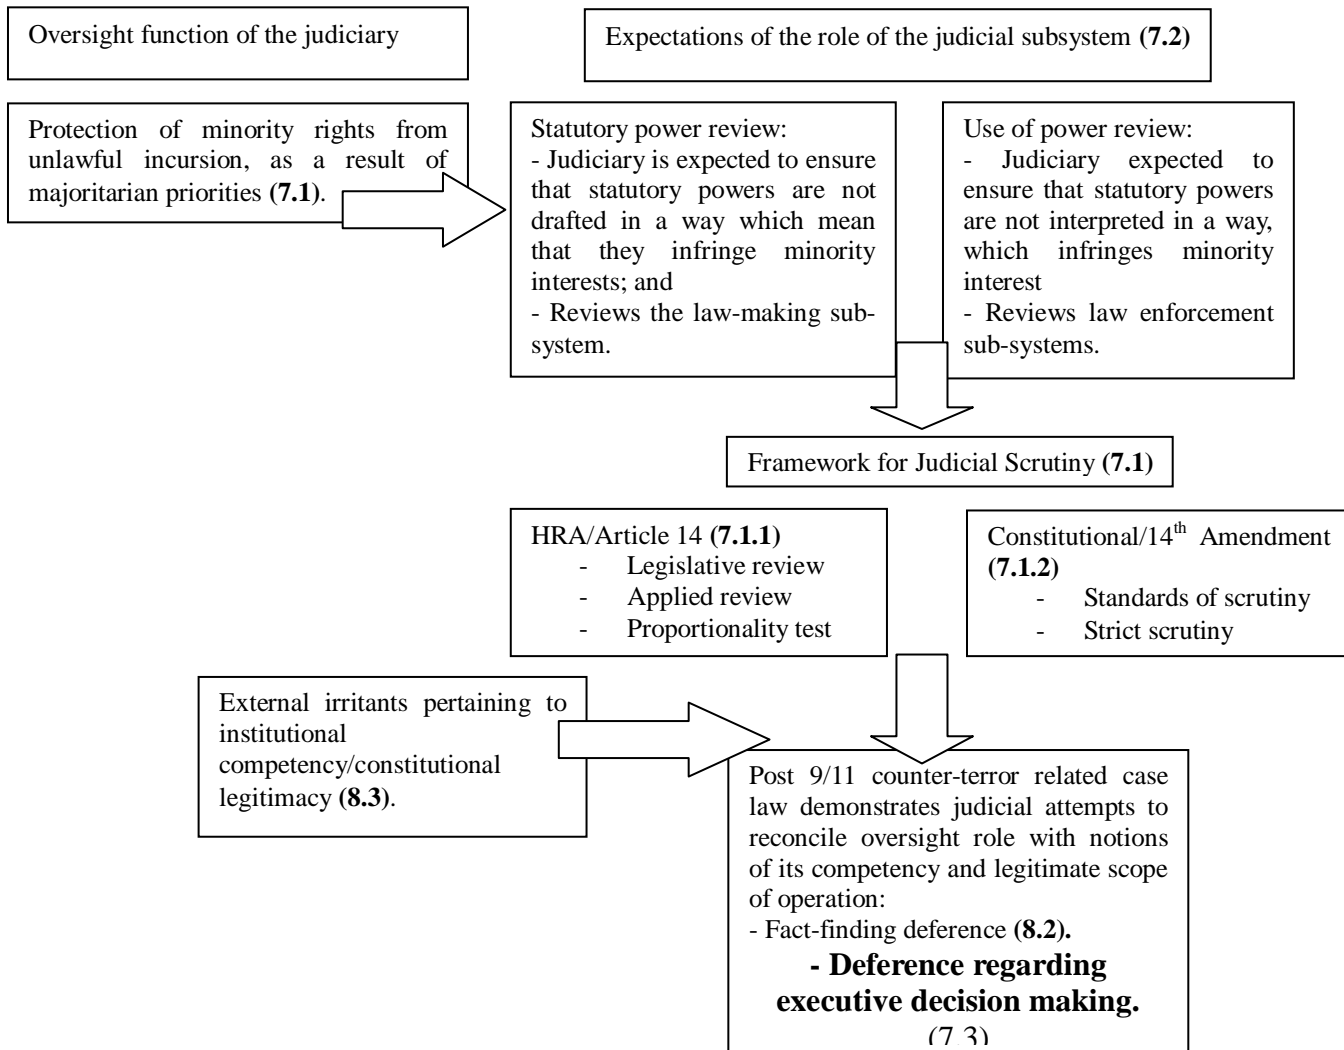 Oversight function of the judiciary
Expectations of the role of the judicial subsystem (7.2)
Protection of minority rights from
unlawful incursion, as a result of
majoritarian priorities (7.1).
Statutory power review:
- Judiciary is expected to ensure
that statutory powers are not
drafted in a way which mean
that they infringe minority
interests; and
- Reviews the law-making sub-
system.
Use of power review:
- Judiciary expected to
ensure that statutory powers
are not interpreted in a way,
which infringes minority
interest
- Reviews law enforcement
sub-systems.
Framework for Judicial Scrutiny (7.1)
HRA/Article 14 (7.1.1)
- Legislative review
- Applied review
- Proportionality test
Constitutional/14th Amendment
(7.1.2)
- Standards of scrutiny
- Strict scrutiny
External irritants pertaining to
institutional
competency/constitutional
legitimacy (8.3).
Post 9/11 counter-terror related case
law demonstrates judicial attempts to
reconcile oversight role with notions
of its competency and legitimate scope
of operation:
- Fact-finding deference (8.2).
- Deference regarding
executive decision making.
(7.3)